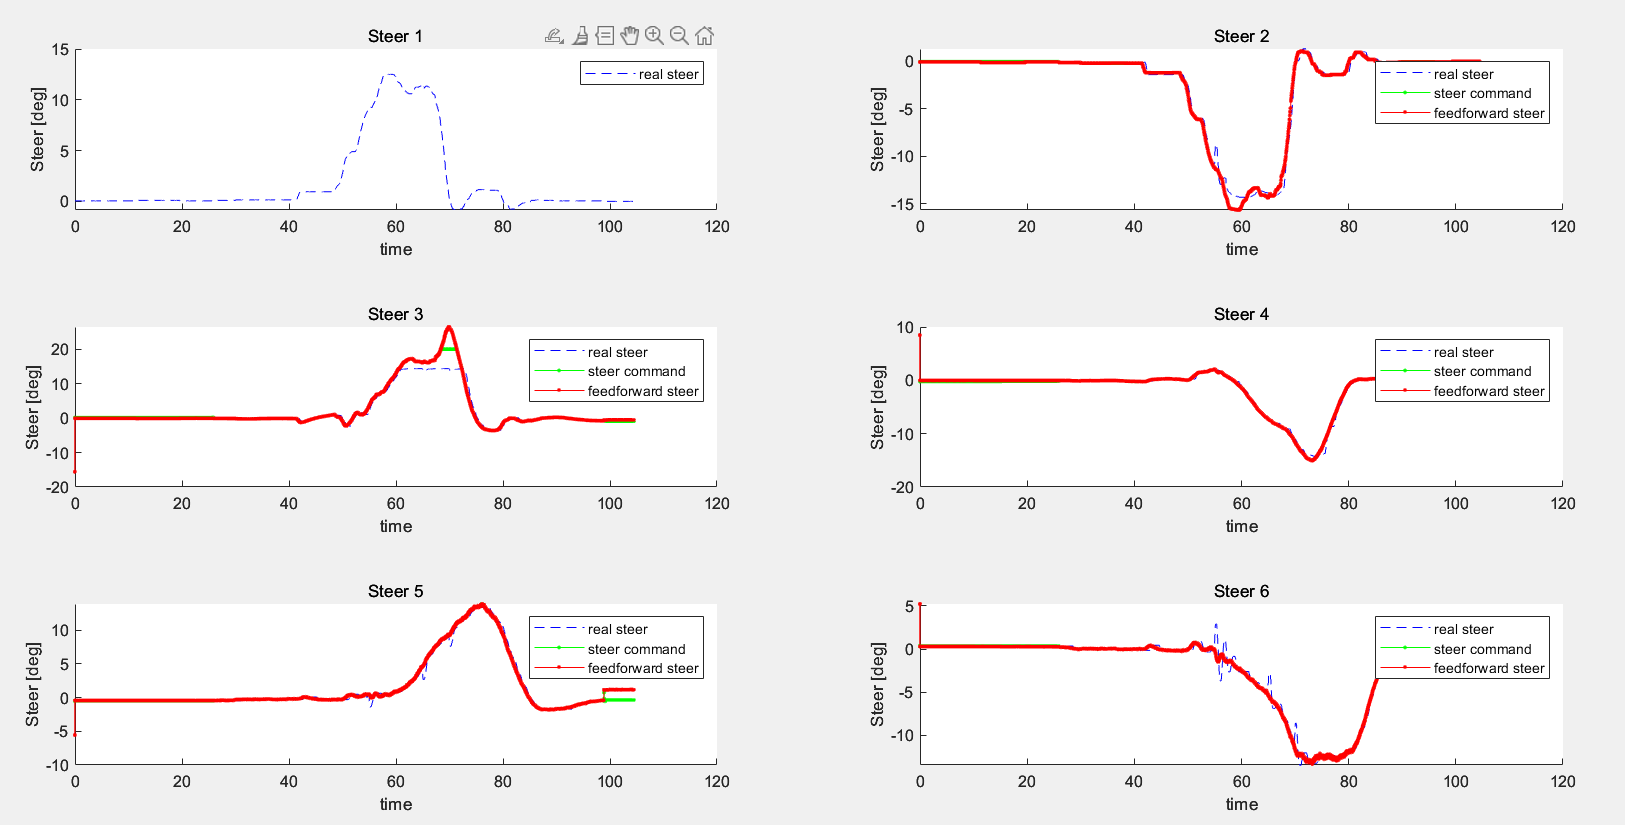 Steer 1
15
10
5
0
Steer [deg]
real steer
0 20 40 60 80 100 120
time
Steer 2
0
-5
-10
-15
Steer [deg]
real steer
steer command
feedforward steer
0 20 40 60 80 100 120
time
Steer 3
20
10
0
-10
-20
Steer [deg]
real steer
steer command
feedforward steer
0 20 40 60 80 100 120
time
Steer 4
10
0
-10
-20
Steer [deg]
real steer
steer command
feedforward steer
0 20 40 60 80 100 120
time
Steer 5
10
5
0
-5
-10
Steer [deg]
real steer
steer command
feedforward steer
0 20 40 60 80 100 120
time
Steer 6
5
0
-5
-10
Steer [deg]
real steer
steer command
feedforward steer
0 20 40 60 80 100 120
time